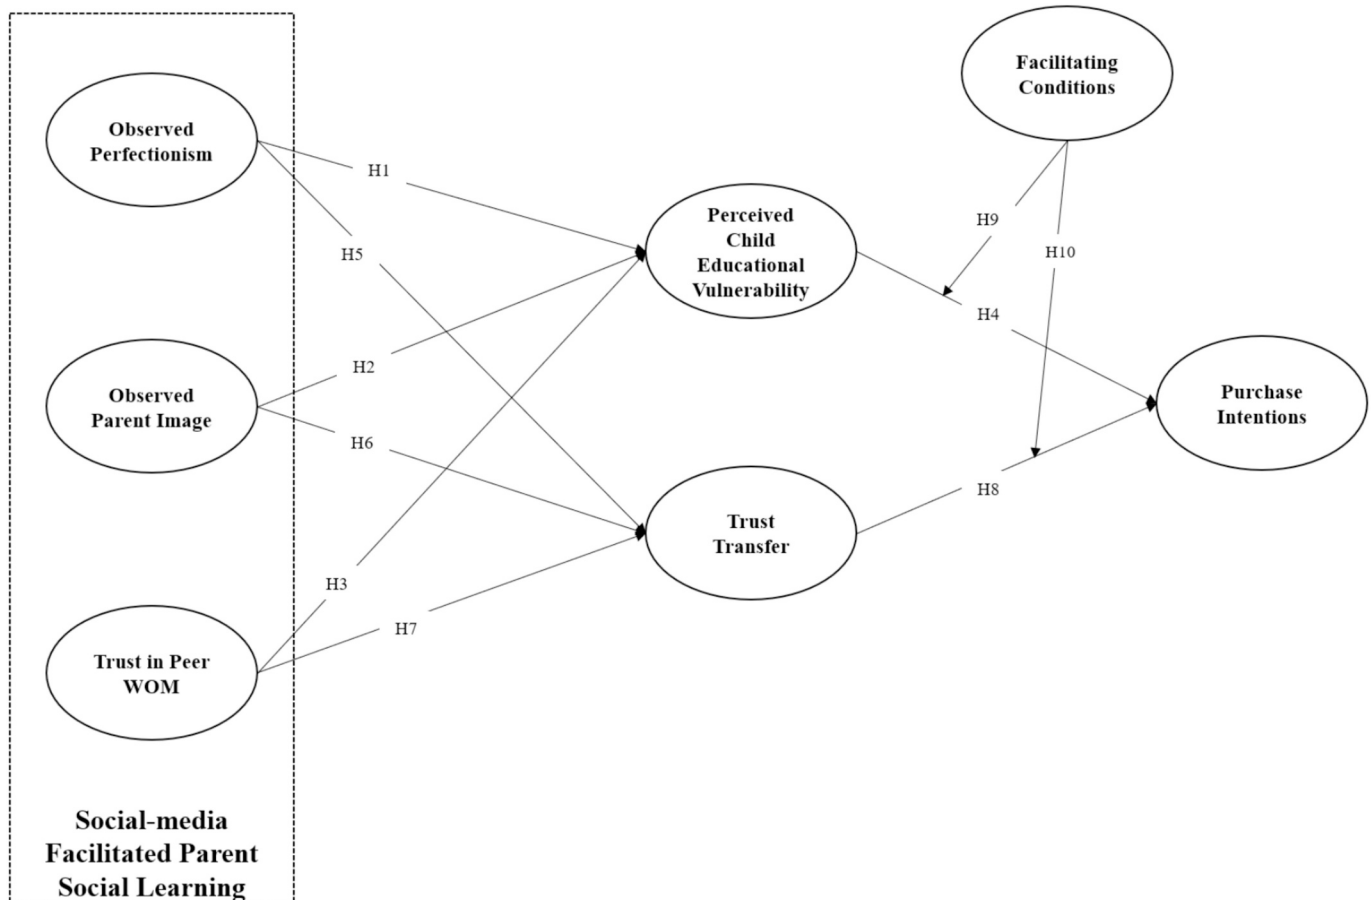 Observed
Perfectionism
Observed
Parent Image
Trust in Peer
WOM
Social-media
Facilitated Parent
Social Learning
H1
H5
H2
H6
H3
H7
Perceived
Child
Educational
Vulnerability
Trust
Transfer
Facilitating
Conditions
H9
H10
H4
H8
Purchase
Intentions